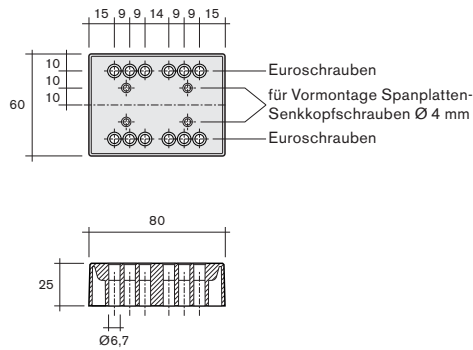 15 9 9 14 9 9 15
10
10
10
60
Euroschrauben
für Vormontage Spanplatten-
Senkkopfschrauben Ø 4 mm
Euroschrauben
80
25
Ø6,7